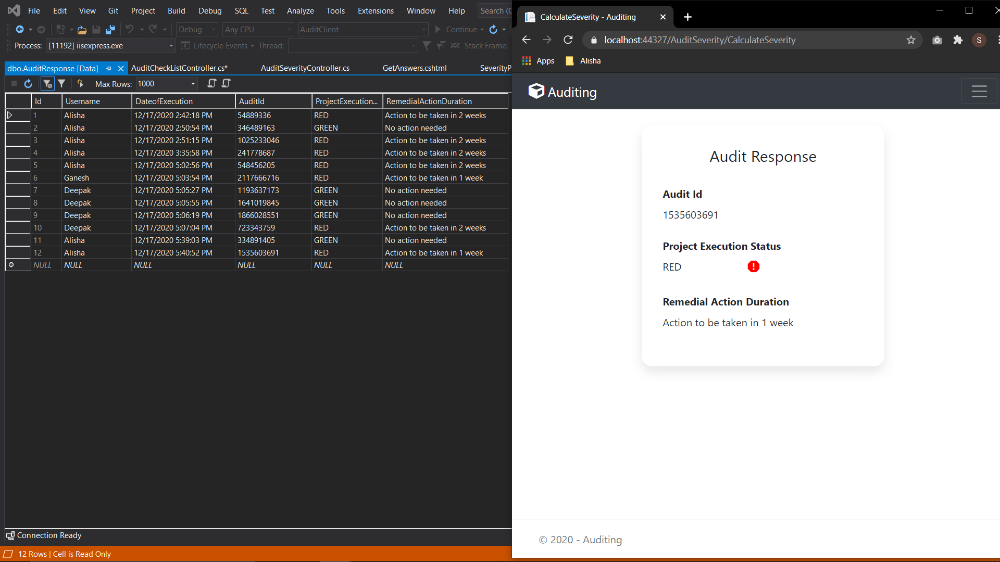 File Edit View Git Project Build Debug SQL Test Analyze Tools Extensions Window Help Search (C
Debug Any CPU AuditClient Continue
Process: [11192] iisexpress.exe Lifecycle Events Thread: Stack Frame:
dbo.AuditResponse [Data] AuditCheckListController.cs* AuditSeverityController.cs GetAnswers.cshtml SeverityP
Max Rows: 1000
Id Username DateofExecution AuditId ProjectExecution... RemedialActionDuration
1 Alisha 12/17/2020 2:42:18 PM 54889336 RED Action to be taken in 2 weeks
2 Alisha 12/17/2020 2:50:54 PM 346489163 GREEN No action needed
3 Alisha 12/17/2020 2:51:15 PM 1025233046 RED Action to be taken in 2 weeks
4 Alisha 12/17/2020 3:35:58 PM 241778687 RED Action to be taken in 2 weeks
5 Alisha 12/17/2020 5:02:56 PM 548456205 RED Action to be taken in 2 weeks
6 Ganesh 12/17/2020 5:03:54 PM 2117666716 RED Action to be taken in 1 week
7 Deepak 12/17/2020 5:05:27 PM 1193637173 GREEN No action needed
8 Deepak 12/17/2020 5:05:55 PM 1641019845 GREEN No action needed
9 Deepak 12/17/2020 5:06:19 PM 1866028551 GREEN No action needed
10 Deepak 12/17/2020 5:07:04 PM 723343759 RED Action to be taken in 2 weeks
11 Alisha 12/17/2020 5:39:03 PM 334891405 GREEN No action needed
12 Alisha 12/17/2020 5:40:52 PM 1535603691 RED Action to be taken in 1 week
NULL NULL NULL NULL NULL NULL
Connection Ready
12 Rows | Cell is Read Only
CalculateSeverity - Auditing
localhost:44327/AuditSeverity/CalculateSeverity S
Apps Alisha
Auditing
Audit Response
Audit Id
1535603691
Project Execution Status
RED
Remedial Action Duration
Action to be taken in 1 week
© 2020 - Auditing